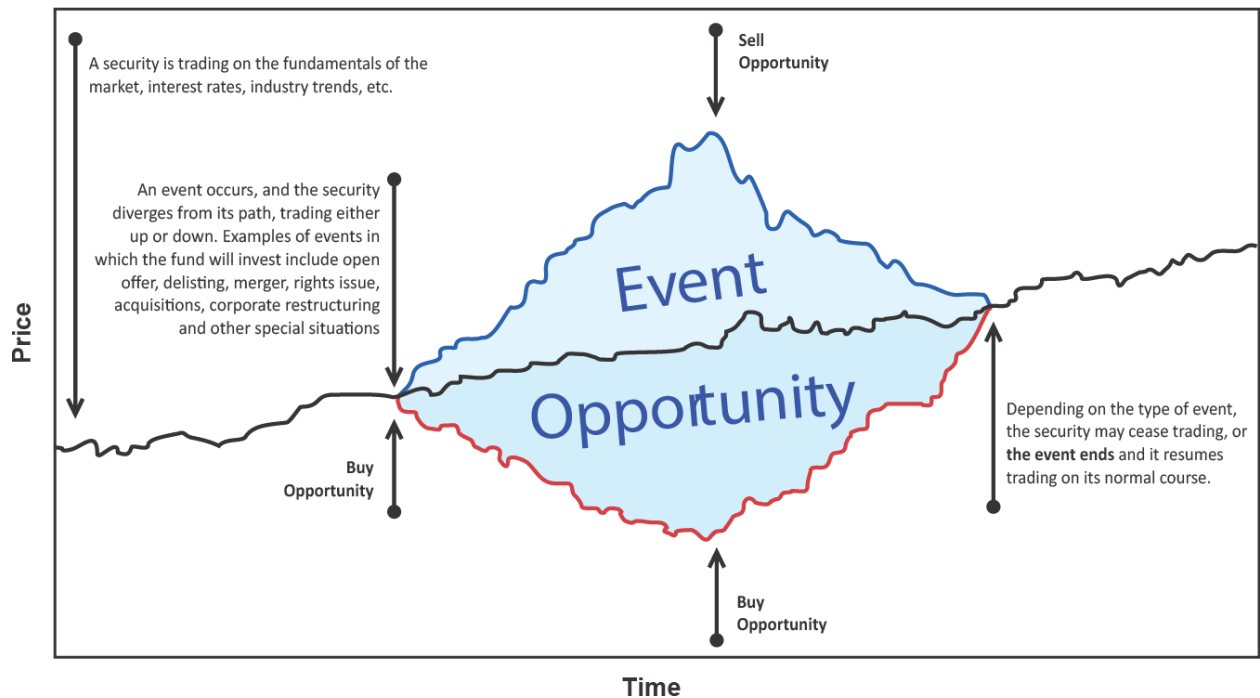 Sell
Opportunity
A security is trading on the fundamentals of the
market, interest rates, industry trends, etc.
An event occurs, and the security
diverges from its path, trading either
up or down. Examples of events in
which the fund will invest include open
offer, delisting, merger, rights issue,
acquisitions, corporate restructuring
and other special situations
Event
Opportunity
Price
Buy
Opportunity
Depending on the type of event,
the security may cease trading, or
the event ends and it resumes
trading on its normal course.
Buy
Opportunity
Time